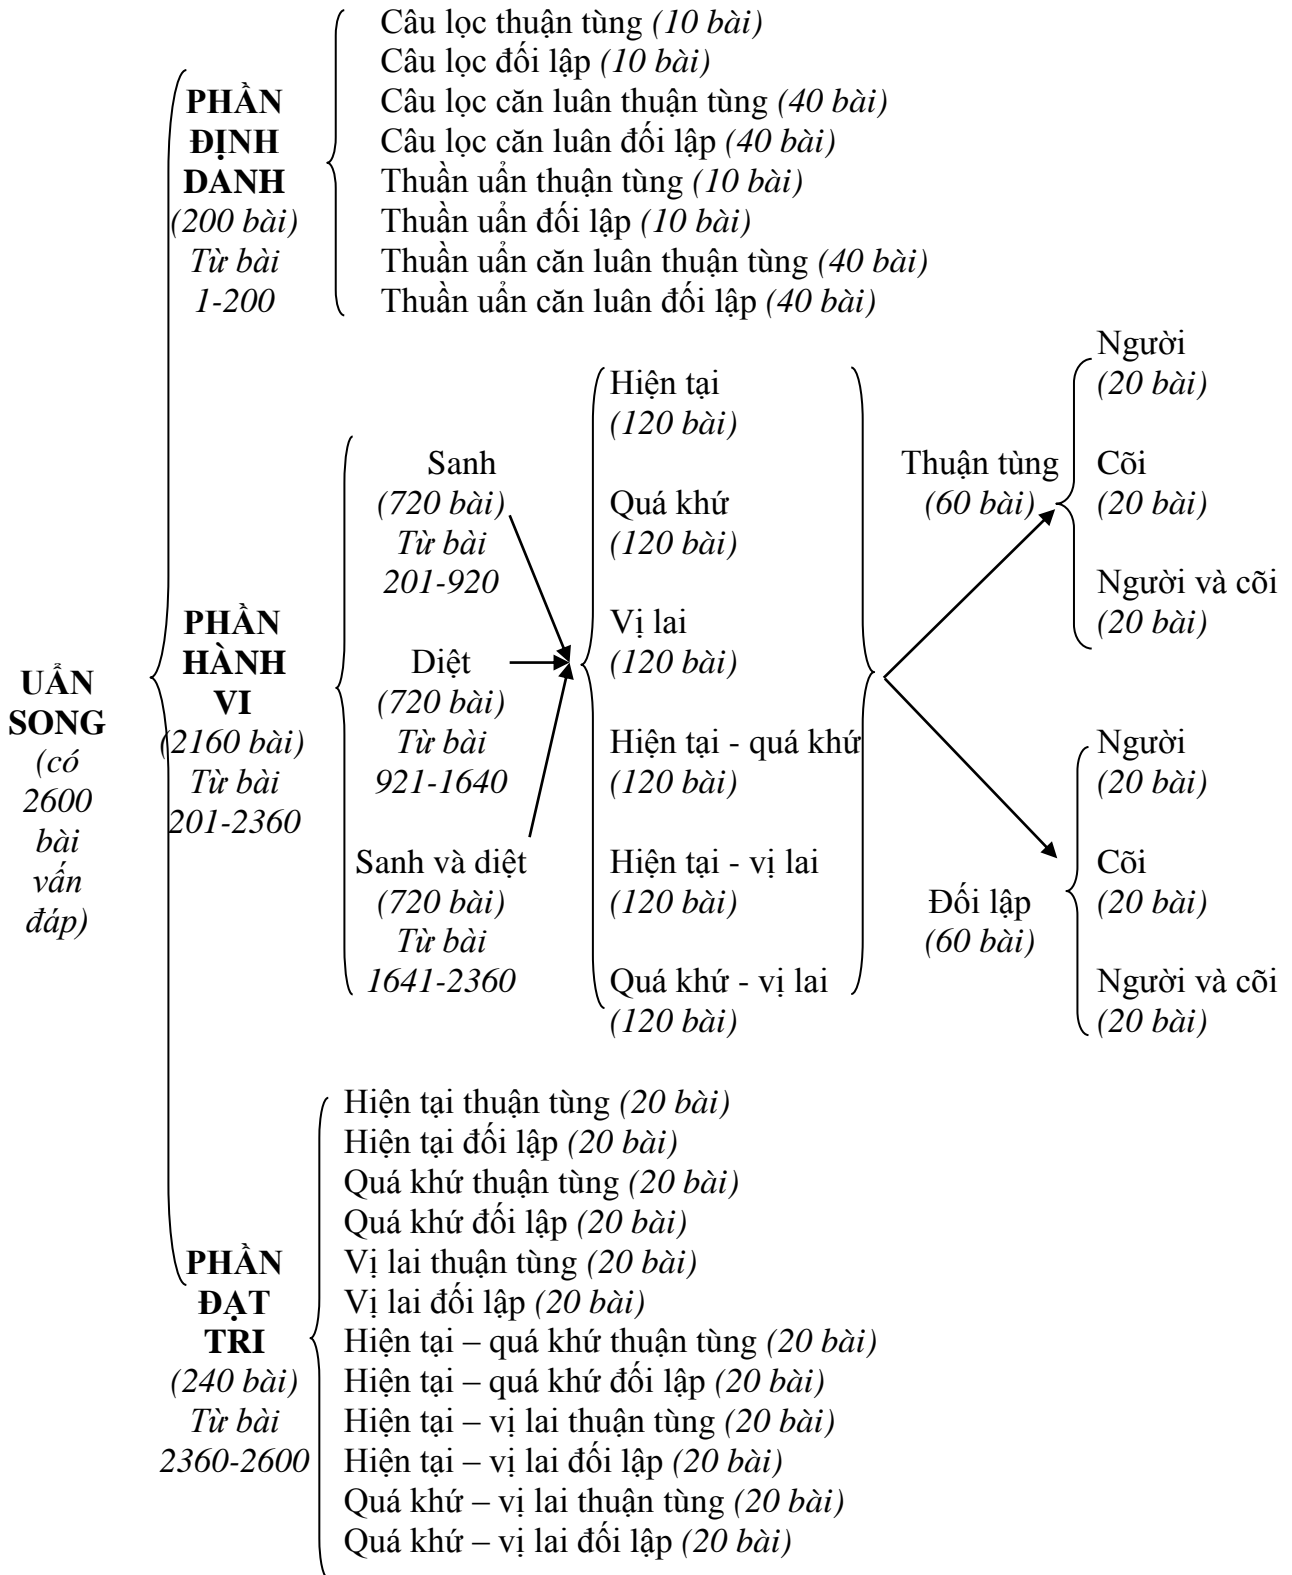 UẨN
SONG
(có
2600
bài
vấn
đáp)
PHẦN
ĐỊNH
DANH
(200 bài)
Từ bài
1-200
Câu lọc thuận tùng (10 bài)
Câu lọc đối lập (10 bài)
Câu lọc căn luân thuận tùng (40 bài)
Câu lọc căn luân đối lập (40 bài)
Thuần uẩn thuận tùng (10 bài)
Thuần uẩn đối lập (10 bài)
Thuần uẩn căn luân thuận tùng (40 bài)
Thuần uẩn căn luân đối lập (40 bài)
PHẦN
HÀNH
VI
(2160 bài)
Từ bài
201-2360
Sanh
(720 bài)
Từ bài
201-920
Diệt
(720 bài)
Từ bài
921-1640
Sanh và diệt
(720 bài)
Từ bài
1641-2360
Hiện tại
(120 bài)
Quá khứ
(120 bài)
Vị lai
(120 bài)
Hiện tại - quá khứ
(120 bài)
Hiện tại - vị lai
(120 bài)
Quá khứ - vị lai
(120 bài)
Thuận tùng
(60 bài)
Người
(20 bài)
Cõi
(20 bài)
Người và cõi
(20 bài)
Đối lập
(60 bài)
Người
(20 bài)
Cõi
(20 bài)
Người và cõi
(20 bài)
PHẦN
ĐẠT
TRI
(240 bài)
Từ bài
2360-2600
Hiện tại thuận tùng (20 bài)
Hiện tại đối lập (20 bài)
Quá khứ thuận tùng (20 bài)
Quá khứ đối lập (20 bài)
Vị lai thuận tùng (20 bài)
Vị lai đối lập (20 bài)
Hiện tại – quá khứ thuận tùng (20 bài)
Hiện tại – quá khứ đối lập (20 bài)
Hiện tại – vị lai thuận tùng (20 bài)
Hiện tại – vị lai đối lập (20 bài)
Quá khứ – vị lai thuận tùng (20 bài)
Quá khứ – vị lai đối lập (20 bài)